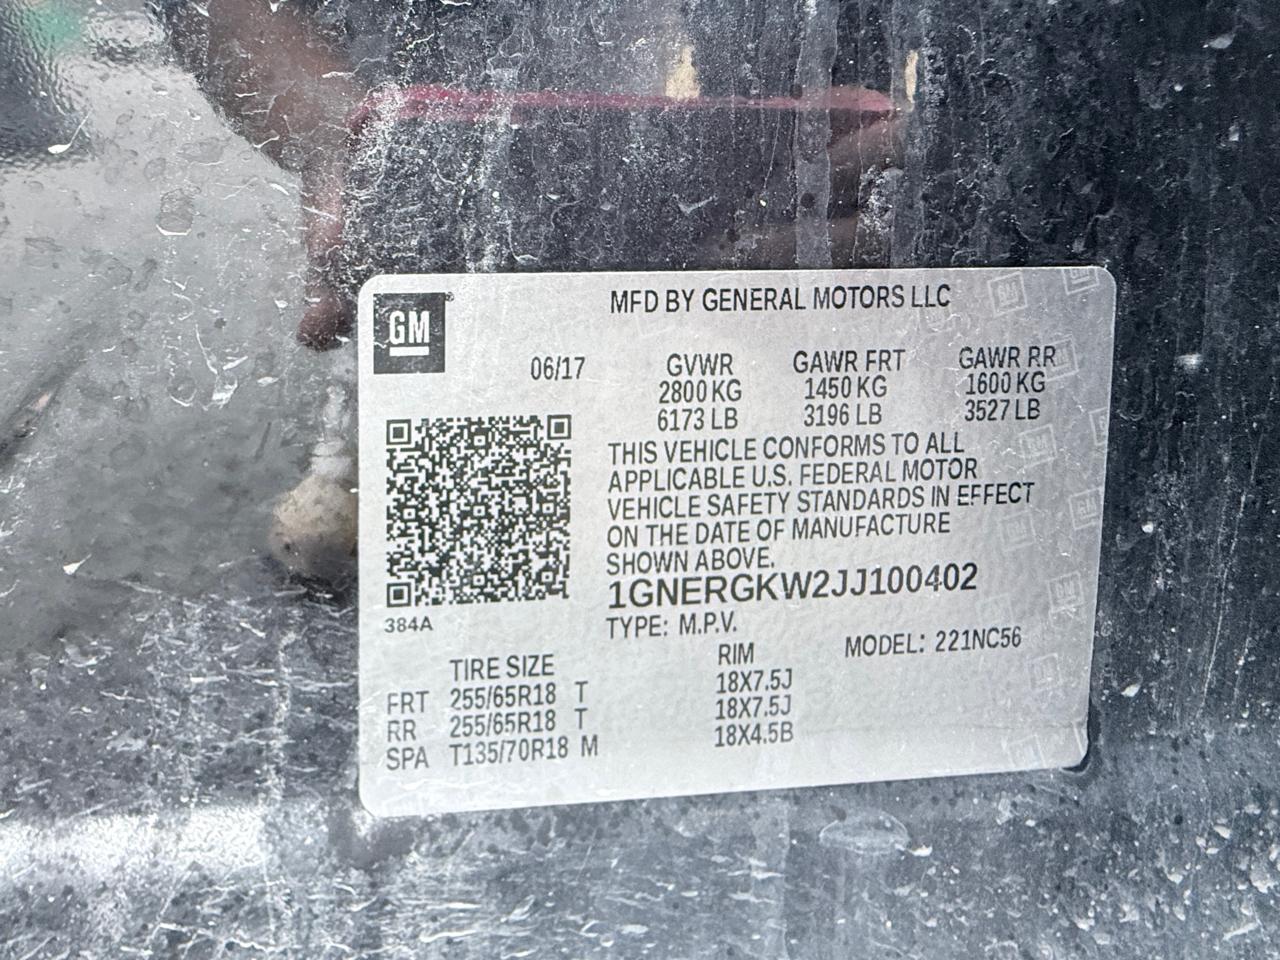 GM
MFD BY GENERAL MOTORS LLC
06/17 GVWR GAWR FRT GAWR RR
2800 KG 1450 KG 1600 KG
6173 LB 3196 LB 3527 LB
THIS VEHICLE CONFORMS TO ALL
APPLICABLE U.S. FEDERAL MOTOR
VEHICLE SAFETY STANDARDS IN EFFECT
ON THE DATE OF MANUFACTURE
SHOWN ABOVE.
1GNERGKW2JJ100402
384A
TYPE: M.P.V. MODEL: 221NC56
TIRE SIZE RIM
FRT 255/65R18 T 18X7.5J
RR 255/65R18 T 18X7.5J
SPA T135/70R18 M 18X4.5B